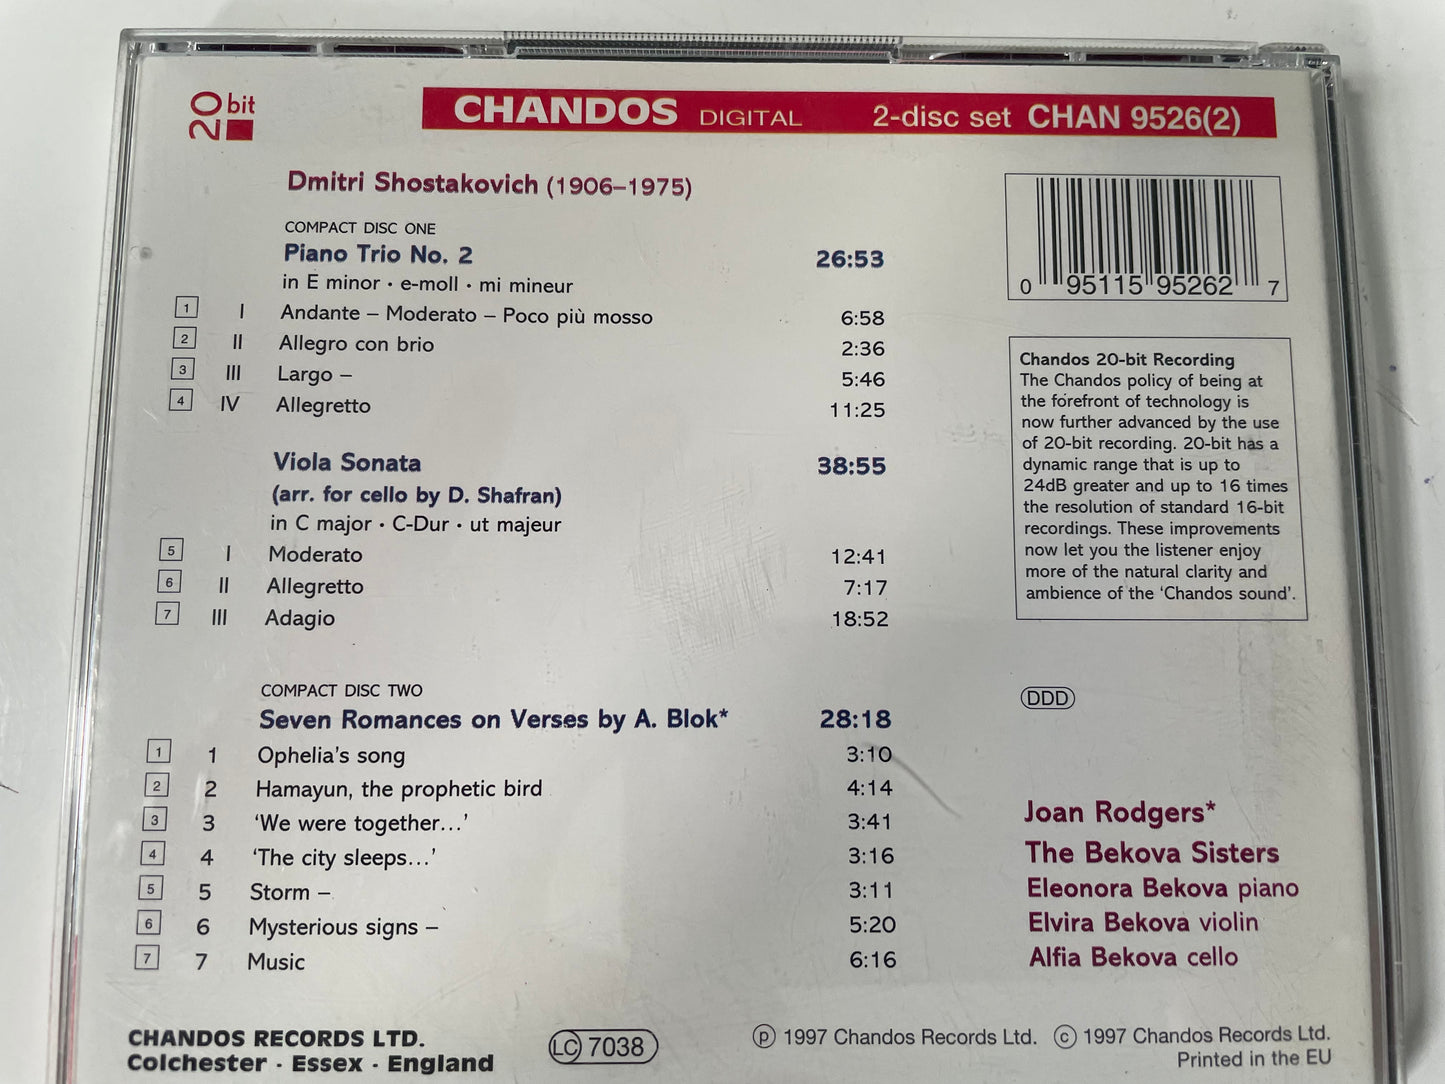 20 bit
CHANDOS DIGITAL 2-disc set CHAN 9526(2)
Dmitri Shostakovich (1906–1975)
COMPACT DISC ONE
Piano Trio No. 2 26:53
in E minor · e-moll · mi mineur
1 I Andante – Moderato – Poco più mosso 6:58
2 II Allegro con brio 2:36
3 III Largo – 5:46
4 IV Allegretto 11:25
Viola Sonata 38:55
(arr. for cello by D. Shafran)
in C major · C-Dur · ut majeur
5 I Moderato 12:41
6 II Allegretto 7:17
7 III Adagio 18:52
COMPACT DISC TWO
Seven Romances on Verses by A. Blok* 28:18
1 1 Ophelia's song 3:10
2 2 Hamayun, the prophetic bird 4:14
3 3 'We were together...' 3:41
4 4 'The city sleeps...' 3:16
5 5 Storm – 3:11
6 6 Mysterious signs – 5:20
7 7 Music 6:16
0 95115 95262 7
Chandos 20-bit Recording
The Chandos policy of being at
the forefront of technology is
now further advanced by the use
of 20-bit recording. 20-bit has a
dynamic range that is up to
24dB greater and up to 16 times
the resolution of standard 16-bit
recordings. These improvements
now let you the listener enjoy
more of the natural clarity and
ambience of the 'Chandos sound'.
DDD
Joan Rodgers*
The Bekova Sisters
Eleonora Bekova piano
Elvira Bekova violin
Alfia Bekova cello
CHANDOS RECORDS LTD.
Colchester · Essex · England
LC 7038
℗ 1997 Chandos Records Ltd. © 1997 Chandos Records Ltd.
Printed in the EU